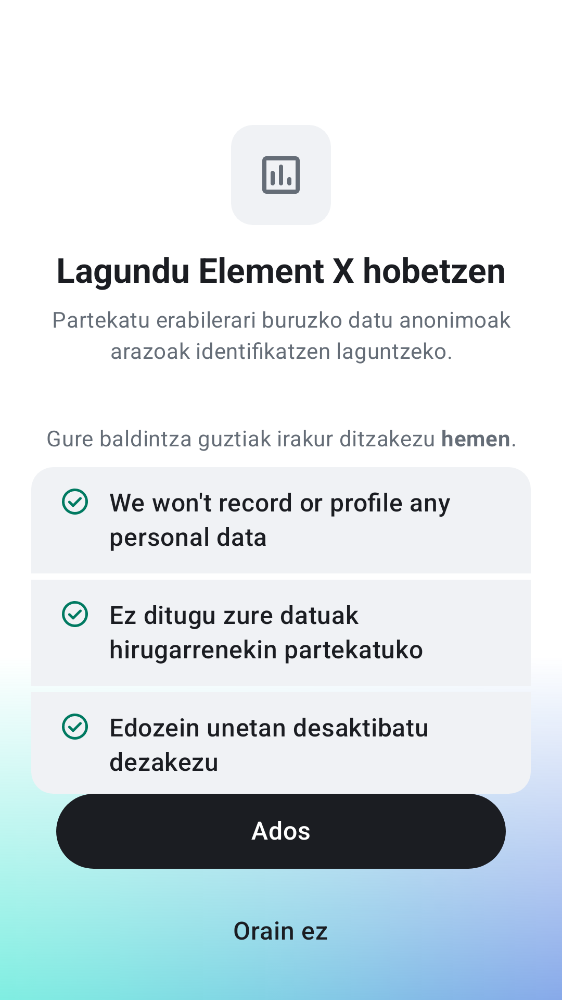 Lagundu Element X hobetzen
Partekatu erabilerari buruzko datu anonimoak
arazoak identifikatzen laguntzeko.
Gure baldintza guztiak irakur ditzakezu hemen.
We won't record or profile any
personal data
Ez ditugu zure datuak
hirugarrenekin partekatuko
Edozein unetan desaktibatu
dezakezu
Ados
Orain ez